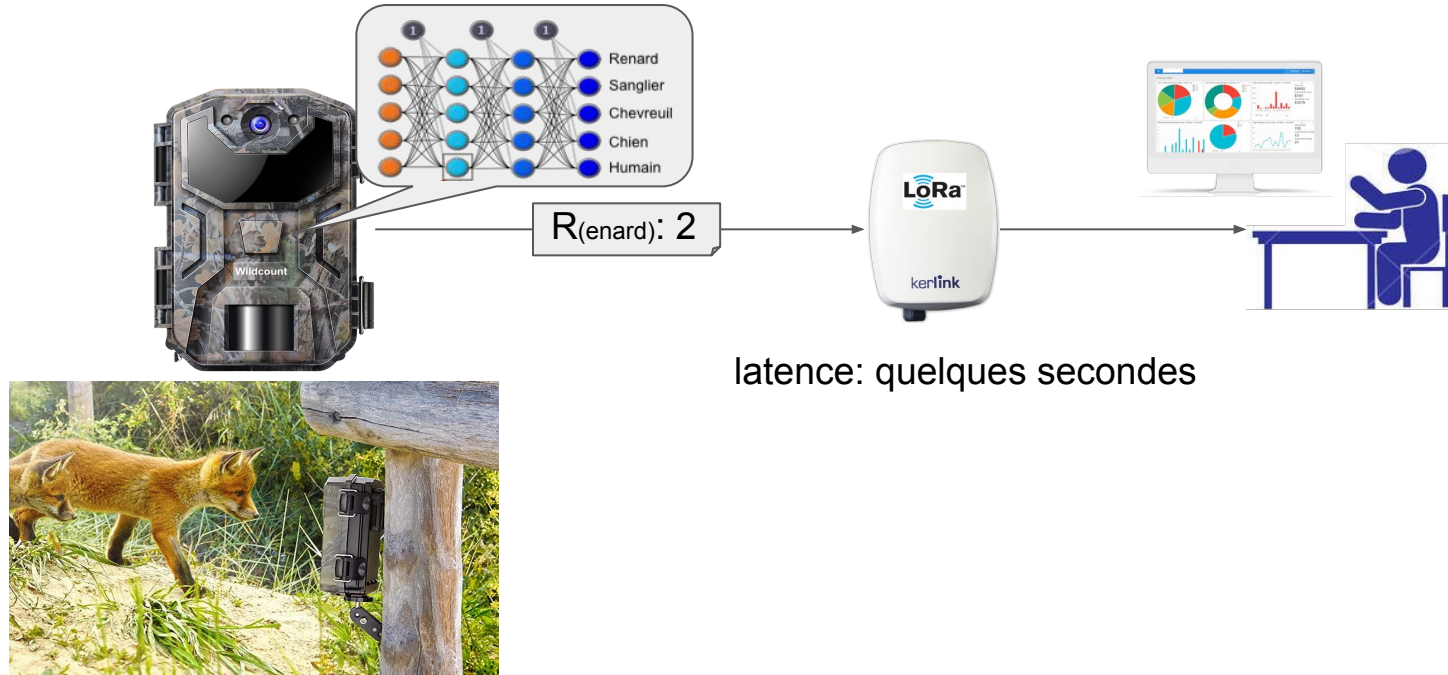 1 1 1
Renard
Sanglier
Chevreuil
Chien
Humain
Wildcount
R(enard): 2
LoRa
kerlink
latence: quelques secondes